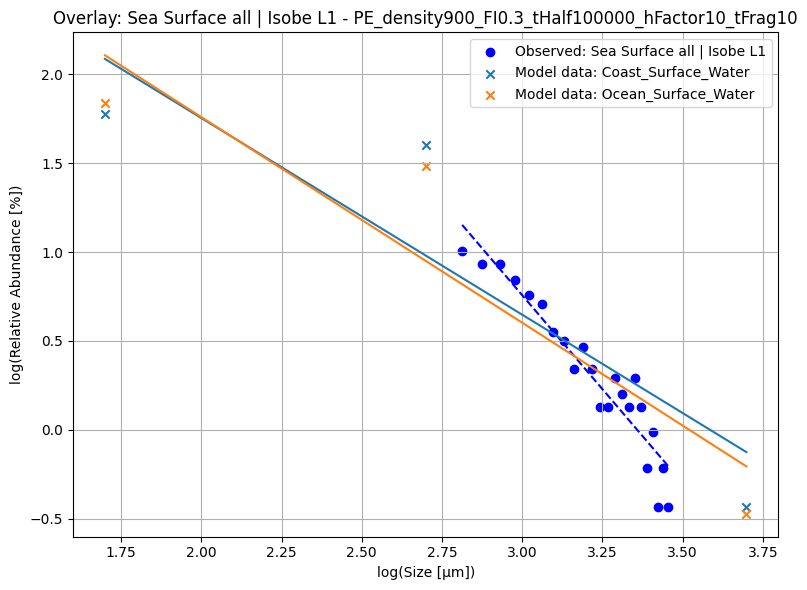 Overlay: Sea Surface all | Isobe L1 - PE_density900_FI0.3_tHalf100000_hFactor10_tFrag10
Observed: Sea Surface all | Isobe L1
Model data: Coast_Surface_Water
Model data: Ocean_Surface_Water
log(Relative Abundance [%])
2.0
1.5
1.0
0.5
0.0
−0.5
1.75
2.00
2.25
2.50
2.75
3.00
3.25
3.50
3.75
log(Size [μm])